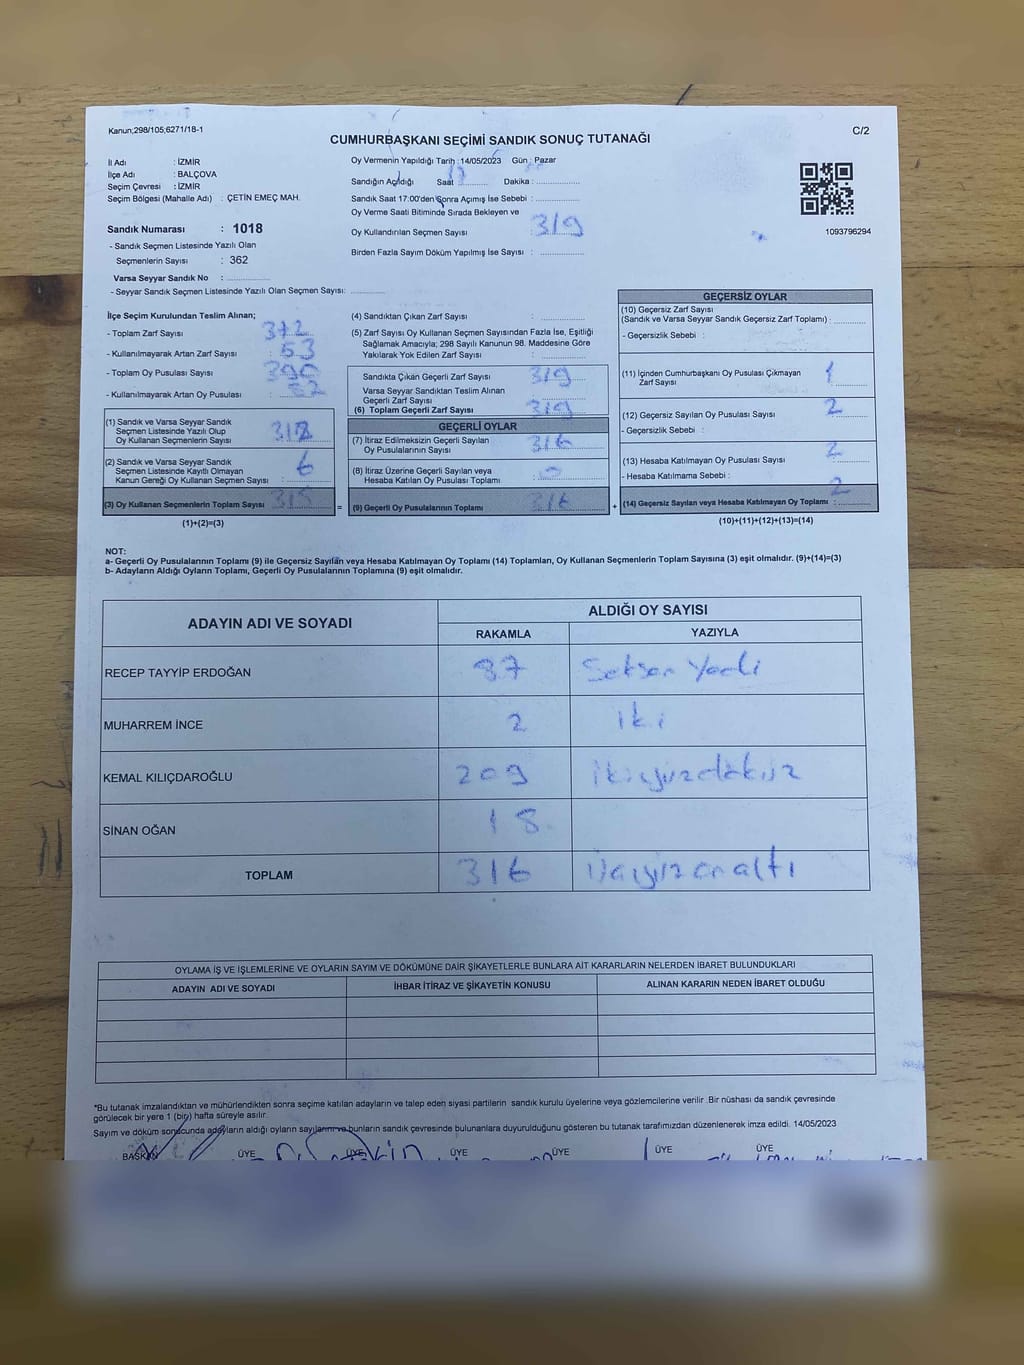 Kanun;298/105;6271/18-1
C/2
CUMHURBAŞKANI SEÇİMİ SANDIK SONUÇ TUTANAĞI
İl Adı : İZMİR
İlçe Adı : BALÇOVA
Seçim Çevresi : İZMİR
Seçim Bölgesi (Mahalle Adı) : ÇETİN EMEÇ MAH.
Sandık Numarası : 1018
- Sandık Seçmen Listesinde Yazılı Olan
Seçmenlerin Sayısı : 362
Varsa Seyyar Sandık No :
- Seyyar Sandık Seçmen Listesinde Yazılı Olan Seçmen Sayısı:
Oy Vermenin Yapıldığı Tarih :14/05/2023 Gün : Pazar
Sandığın Açıldığı Saat Dakika :
Sandık Saat 17:00'den Sonra Açımış İse Sebebi :
Oy Verme Saati Bitiminde Sırada Bekleyen ve
Oy Kullandırılan Seçmen Sayısı : 319
Birden Fazla Sayım Döküm Yapılmış İse Sayısı :
1093796294
İlçe Seçim Kurulundan Teslim Alınan;
- Toplam Zarf Sayısı : 372
- Kullanılmayarak Artan Zarf Sayısı : 53
- Toplam Oy Pusulası Sayısı :
- Kullanılmayarak Artan Oy Pusulası :
(1) Sandık ve Varsa Seyyar Sandık
Seçmen Listesinde Yazılı Olup
Oy Kullanan Seçmenlerin Sayısı :
(2) Sandık ve Varsa Seyyar Sandık
Seçmen Listesinde Kayıtlı Olmayan
Kanun Gereği Oy Kullanan Seçmen Sayısı : 6
(3) Oy Kullanan Seçmenlerin Toplam Sayısı :
(1)+(2)=(3)
(4) Sandıktan Çıkan Zarf Sayısı :
(5) Zarf Sayısı Oy Kullanan Seçmen Sayısından Fazla İse, Eşitliği
Sağlamak Amacıyla; 298 Sayılı Kanunun 98. Maddesine Göre
Yakılarak Yok Edilen Zarf Sayısı :
Sandıkta Çıkan Geçerli Zarf Sayısı : 319
Varsa Seyyar Sandıktan Teslim Alınan
Geçerli Zarf Sayısı :
(6) Toplam Geçerli Zarf Sayısı : 319
GEÇERLİ OYLAR
(7) İtiraz Edilmeksizin Geçerli Sayılan
Oy Pusulalarının Sayısı : 316
(8) İtiraz Üzerine Geçerli Sayılan veya
Hesaba Katılan Oy Pusulası Toplamı : 0
= (9) Geçerli Oy Pusulalarının Toplamı : 316 +
GEÇERSİZ OYLAR
(10) Geçersiz Zarf Sayısı
(Sandık ve Varsa Seyyar Sandık Geçersiz Zarf Toplamı) :
- Geçersizlik Sebebi :
(11) İçinden Cumhurbaşkanı Oy Pusulası Çıkmayan
Zarf Sayısı : 1
(12) Geçersiz Sayılan Oy Pusulası Sayısı : 2
- Geçersizlik Sebebi :
(13) Hesaba Katılmayan Oy Pusulası Sayısı : 2
- Hesaba Katılmama Sebebi :
(14) Geçersiz Sayılan veya Hesaba Katılmayan Oy Toplamı : 2
(10)+(11)+(12)+(13)=(14)
NOT:
a- Geçerli Oy Pusulalarının Toplamı (9) ile Geçersiz Sayılan veya Hesaba Katılmayan Oy Toplamı (14) Toplamları, Oy Kullanan Seçmenlerin Toplam Sayısına (3) eşit olmalıdır. (9)+(14)=(3)
b- Adayların Aldığı Oyların Toplamı, Geçerli Oy Pusulalarının Toplamına (9) eşit olmalıdır.
ADAYIN ADI VE SOYADI ALDIĞI OY SAYISI
RAKAMLA YAZIYLA
RECEP TAYYİP ERDOĞAN 87 Seksen Yedi
MUHARREM İNCE 2 iki
KEMAL KILIÇDAROĞLU 209 ikiyüzdokuz
SİNAN OĞAN 18
TOPLAM 316 Üçyüzonaltı
OYLAMA İŞ VE İŞLEMLERİNE VE OYLARIN SAYIM VE DÖKÜMÜNE DAİR ŞİKAYETLERLE BUNLARA AİT KARARLARIN NELERDEN İBARET BULUNDUKLARI
ADAYIN ADI VE SOYADI İHBAR İTİRAZ VE ŞİKAYETİN KONUSU ALINAN KARARIN NEDEN İBARET OLDUĞU
*Bu tutanak imzalandıktan ve mühürlendikten sonra seçime katılan adayların ve talep eden siyasi partilerin sandık kurulu üyelerine veya gözlemcilerine verilir .Bir nüshası da sandık çevresinde
görülecek bir yere 1 (bir) hafta süreyle asılır.
Sayım ve döküm sonucunda adayların aldığı oyların sayılarını ve bunların sandık çevresinde bulunanlara duyurulduğunu gösteren bu tutanak tarafımızdan düzenlenerek imza edildi. 14/05/2023
BAŞKAN ÜYE ÜYE ÜYE ÜYE ÜYE ÜYE